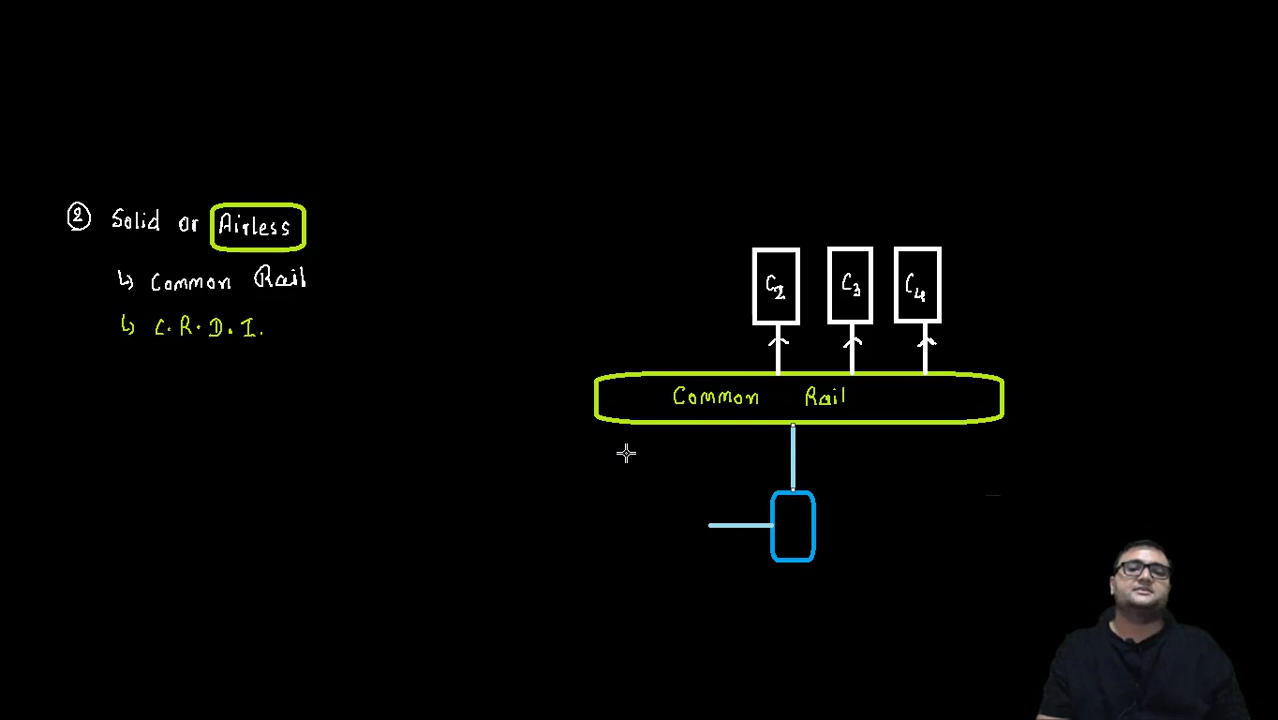 ② Solid or Airless
↳ Common Rail
↳ C.R.D.I.
C2 C3 C4
Common Rail